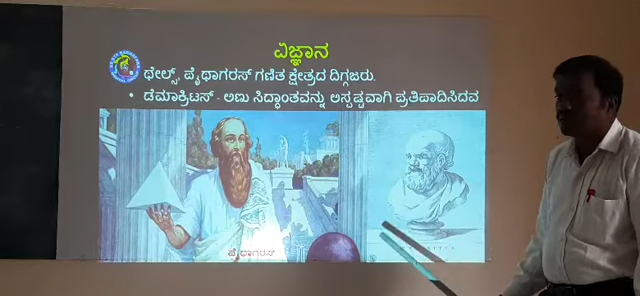 ವಿಜ್ಞಾನ
ಥೇಲ್ಸ್, ಪೈಥಾಗರಸ್ ಗಣಿತ ಕ್ಷೇತ್ರದ ದಿಗ್ಗಜರು.
• ಡೆಮಾಕ್ರಿಟಸ್ - ಅಣು ಸಿದ್ಧಾಂತವನ್ನು ಅಸ್ಪಷ್ಟವಾಗಿ ಪ್ರತಿಪಾದಿಸಿದವ
ಪೈಥಾಗರಸ್